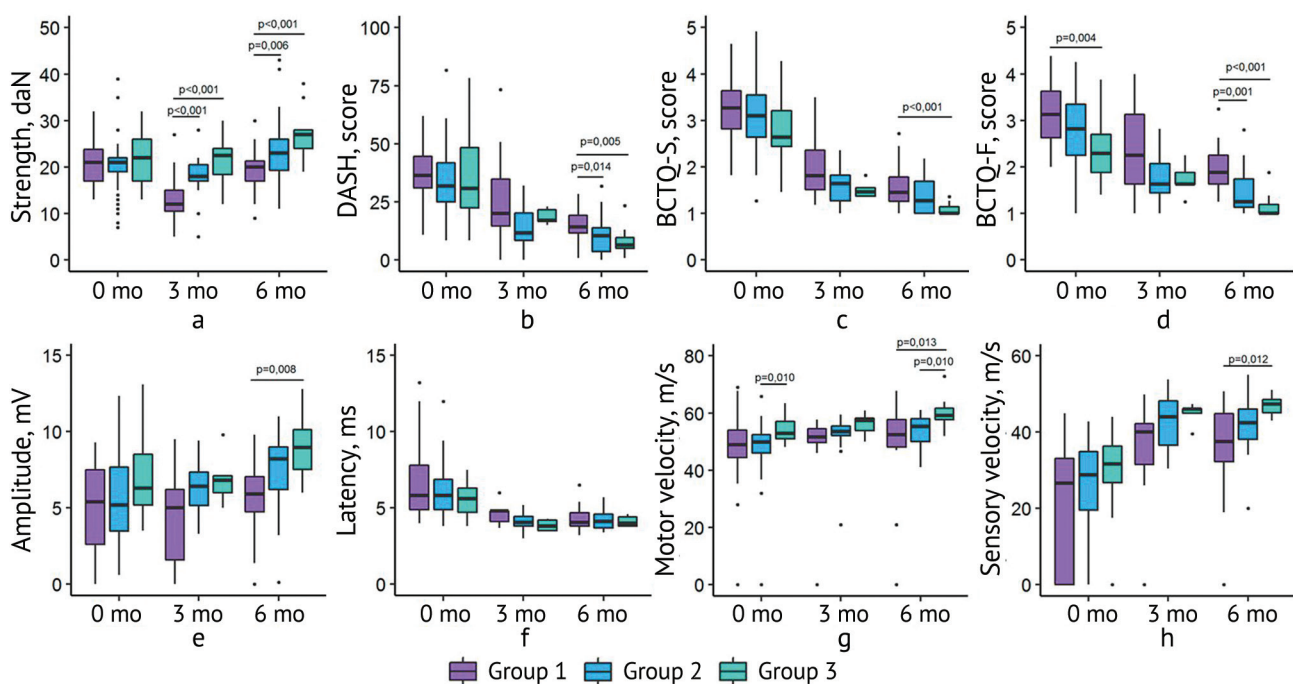 Strength, daN
50
40
30
20
10
0
p<0,001
p<0,001
p<0,001
p=0,006
0 mo 3 mo 6 mo
a
DASH, score
100
75
50
25
0
p=0,005
p=0,014
0 mo 3 mo 6 mo
b
BCTQ-S, score
5
4
3
2
1
0
p<0,001
0 mo 3 mo 6 mo
c
BCTQ-F, score
5
4
3
2
1
0
p=0,004
p<0,001
p=0,001
0 mo 3 mo 6 mo
d
Amplitude, mV
15
10
5
0
p=0,008
0 mo 3 mo 6 mo
e
Latency, ms
15
10
5
0
0 mo 3 mo 6 mo
f
Motor velocity, m/s
80
60
40
20
0
p=0,010
p=0,013
p=0,010
0 mo 3 mo 6 mo
g
Sensory velocity, m/s
60
40
20
0
p=0,012
0 mo 3 mo 6 mo
h
Group 1 Group 2 Group 3